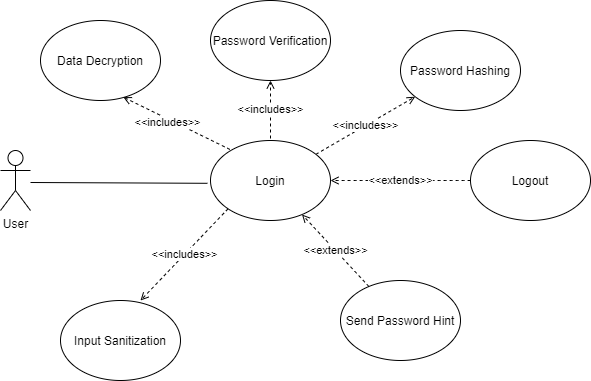 Password Verification
Data Decryption
Password Hashing
<<includes>>
<<includes>>
<<includes>>
Login
<<extends>>
Logout
User
<<includes>>
<<extends>>
Send Password Hint
Input Sanitization